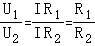 U₁/U₂ = IR₁/IR₂ = R₁/R₂